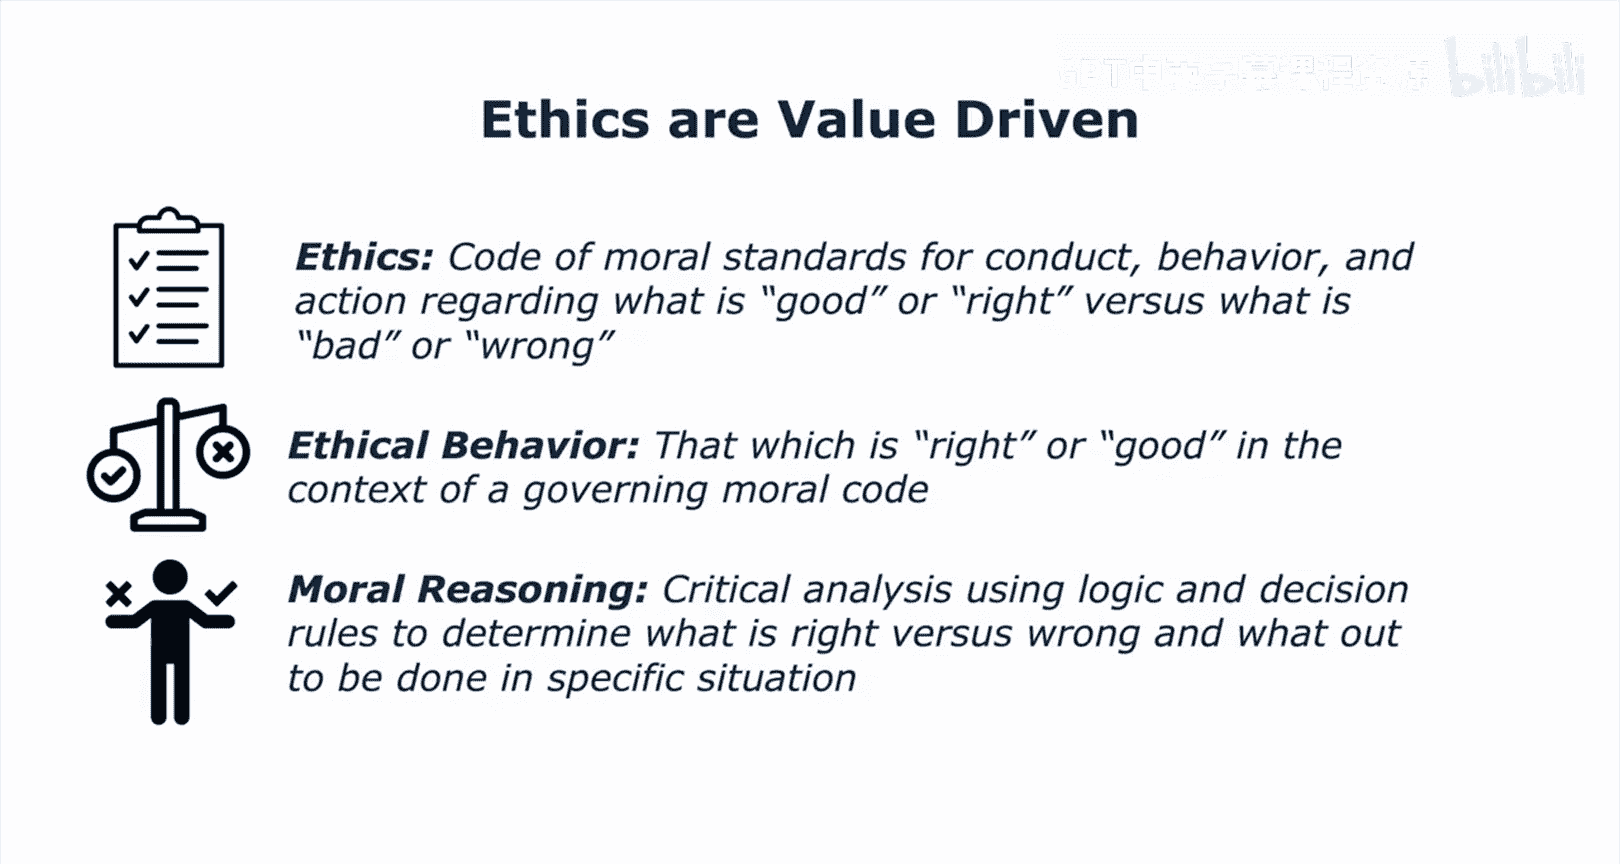 bilibili
Ethics are Value Driven
Ethics: Code of moral standards for conduct, behavior, and
action regarding what is “good” or “right” versus what is
“bad” or “wrong”
Ethical Behavior: That which is “right” or “good” in the
context of a governing moral code
Moral Reasoning: Critical analysis using logic and decision
rules to determine what is right versus wrong and what out
to be done in specific situation